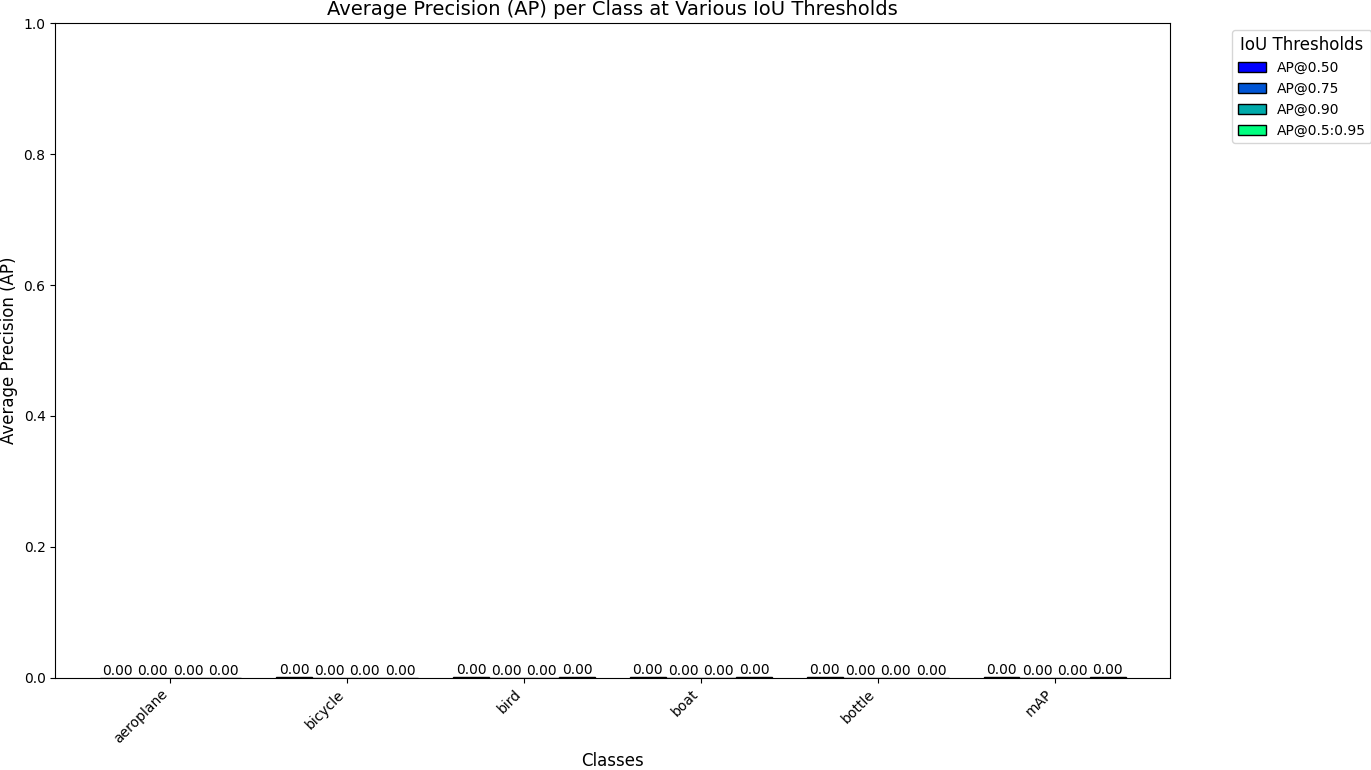 Average Precision (AP) per Class at Various IoU Thresholds
IoU Thresholds
AP@0.50
AP@0.75
AP@0.90
AP@0.5:0.95
Average Precision (AP)
1.0
0.8
0.6
0.4
0.2
0.0
0.00 0.00 0.00 0.00 0.00 0.00 0.00 0.00 0.00 0.00 0.00 0.00 0.00 0.00 0.00 0.00 0.00 0.00 0.00 0.00 0.00 0.00 0.00 0.00
aeroplane bicycle bird boat bottle mAP
Classes